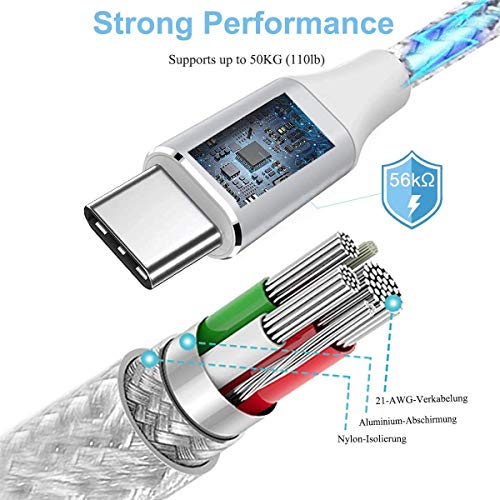 Strong Performance
Supports up to 50KG (110lb)
56kΩ
21-AWG-Verkabelung
Aluminium-Abschirmung
Nylon-Isolierung